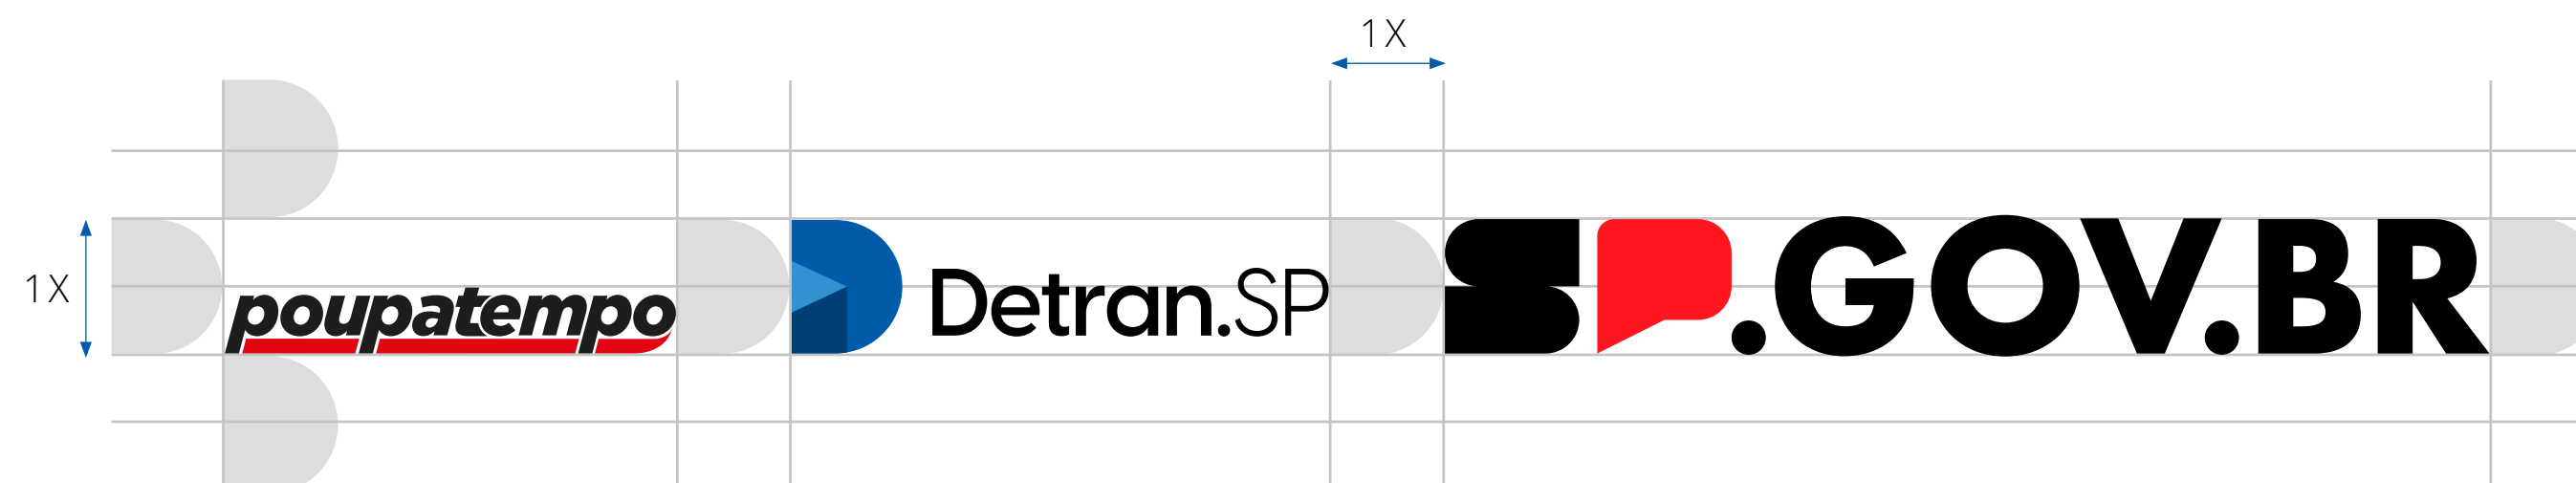 1X
1X
poupatempo
Detran.SP
SP.GOV.BR